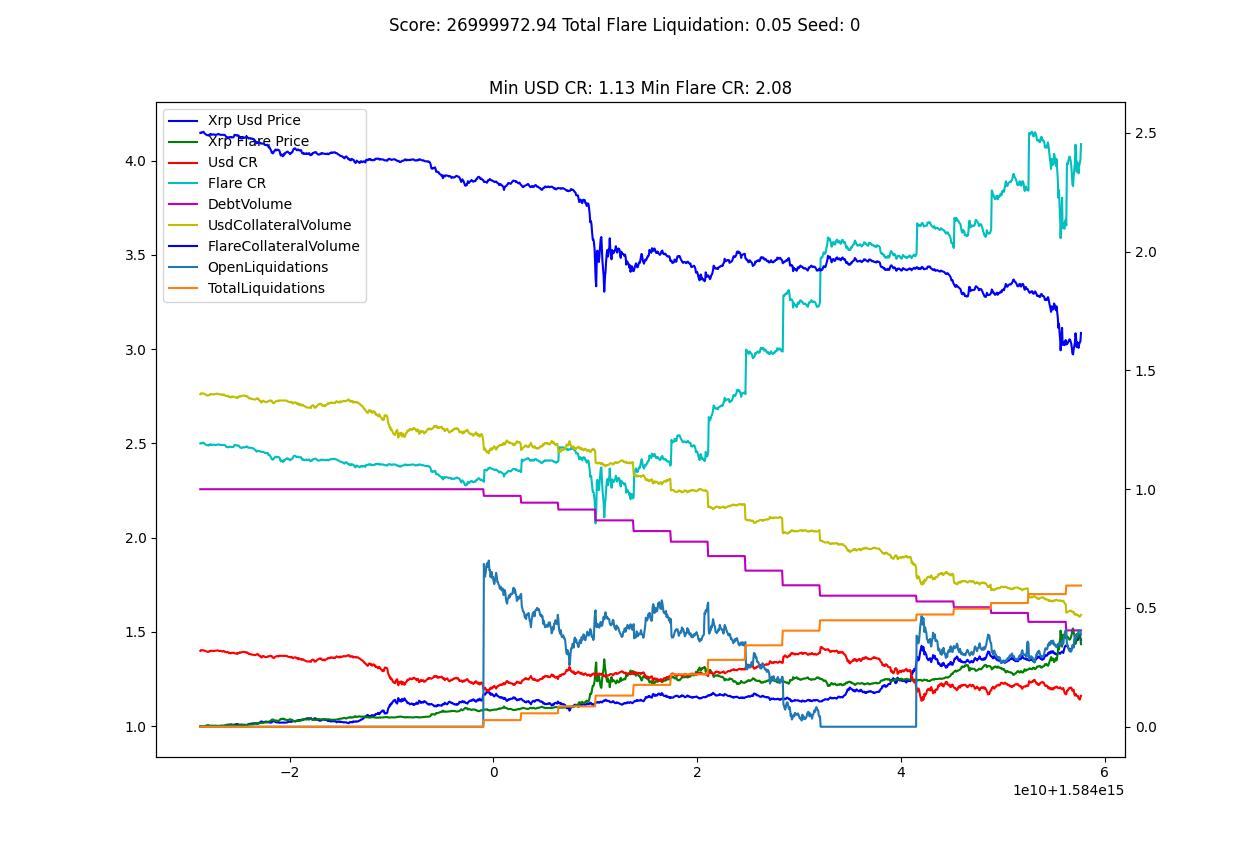 Score: 26999972.94 Total Flare Liquidation: 0.05 Seed: 0
Min USD CR: 1.13 Min Flare CR: 2.08
Xrp Usd Price
Xrp Flare Price
Usd CR
Flare CR
DebtVolume
UsdCollateralVolume
FlareCollateralVolume
OpenLiquidations
TotalLiquidations
4.0
3.5
3.0
2.5
2.0
1.5
1.0
2.5
2.0
1.5
1.0
0.5
0.0
−2 0 2 4 6
1e10+1.584e15